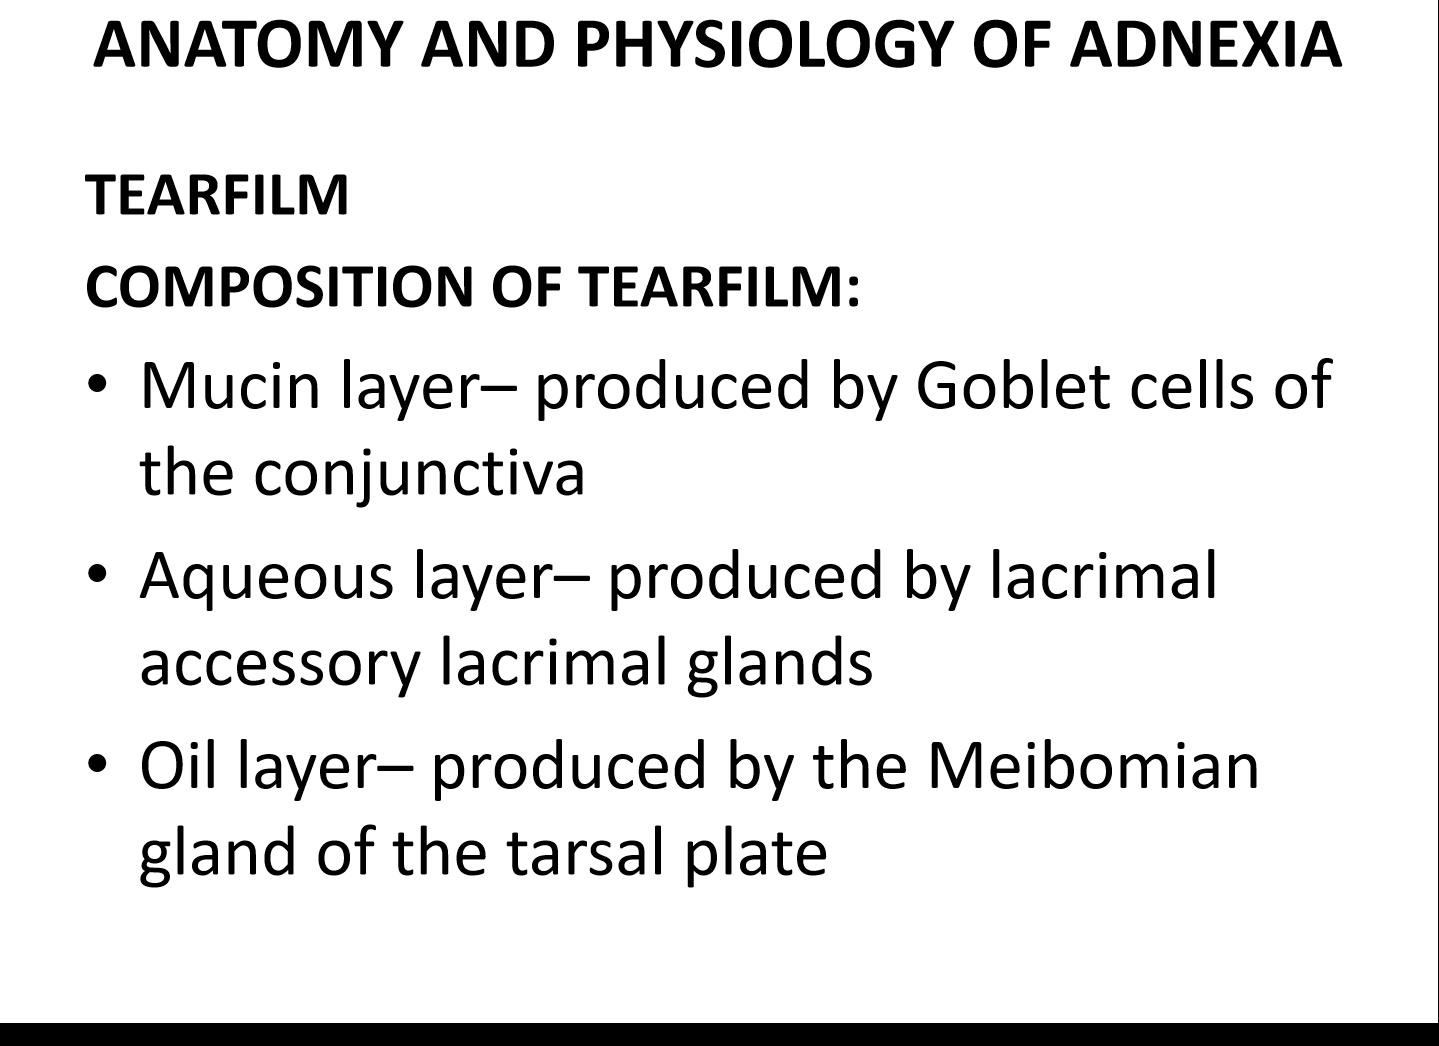 ANATOMY AND PHYSIOLOGY OF ADNEXIA
TEARFILM
COMPOSITION OF TEARFILM:
• Mucin layer– produced by Goblet cells of
the conjunctiva
• Aqueous layer– produced by lacrimal
accessory lacrimal glands
• Oil layer– produced by the Meibomian
gland of the tarsal plate